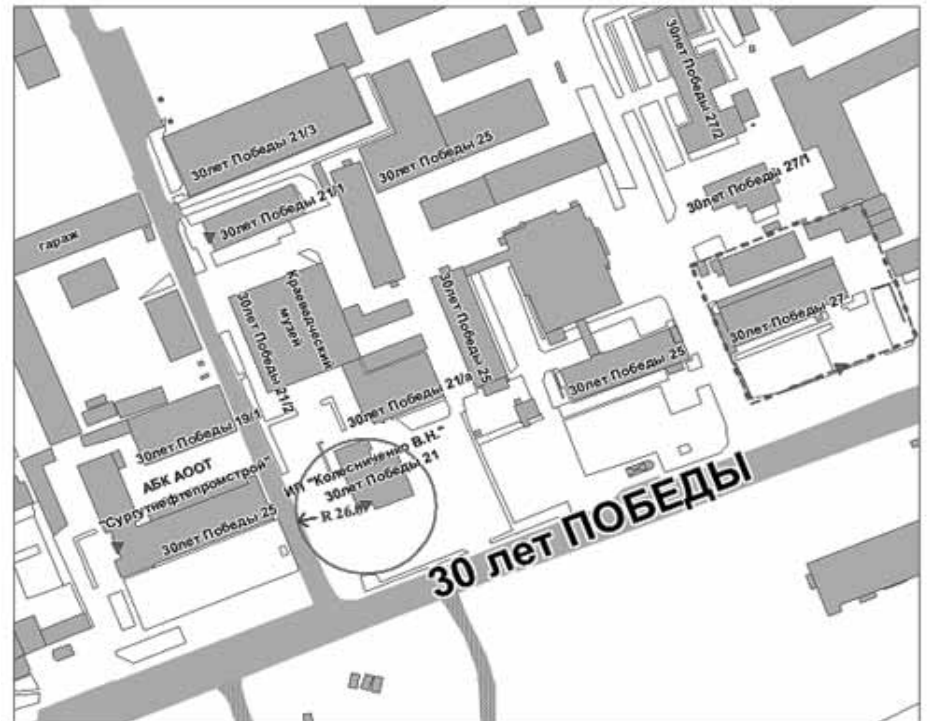 30лет Победы 27/2
30лет Победы 21/3
30лет Победы 25
30лет Победы 27/1
30лет Победы 21/1
гараж
Краеведческий
музей
30лет Победы 21/2
30лет Победы 25
30лет Победы 27
30лет Победы 25
30лет Победы 21/а
30лет Победы 19/1
ИП "Колесниченко В.Н."
30лет Победы 21
АБК АООТ
"Сургутнефтепромстрой"
30лет Победы 25
R 26.0
30 лет ПОБЕДЫ